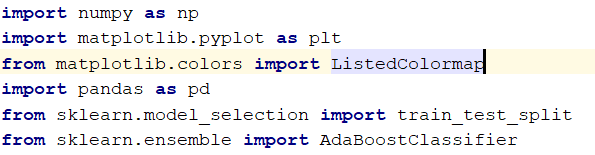 import numpy as np
import matplotlib.pyplot as plt
from matplotlib.colors import ListedColormap
import pandas as pd
from sklearn.model_selection import train_test_split
from sklearn.ensemble import AdaBoostClassifier